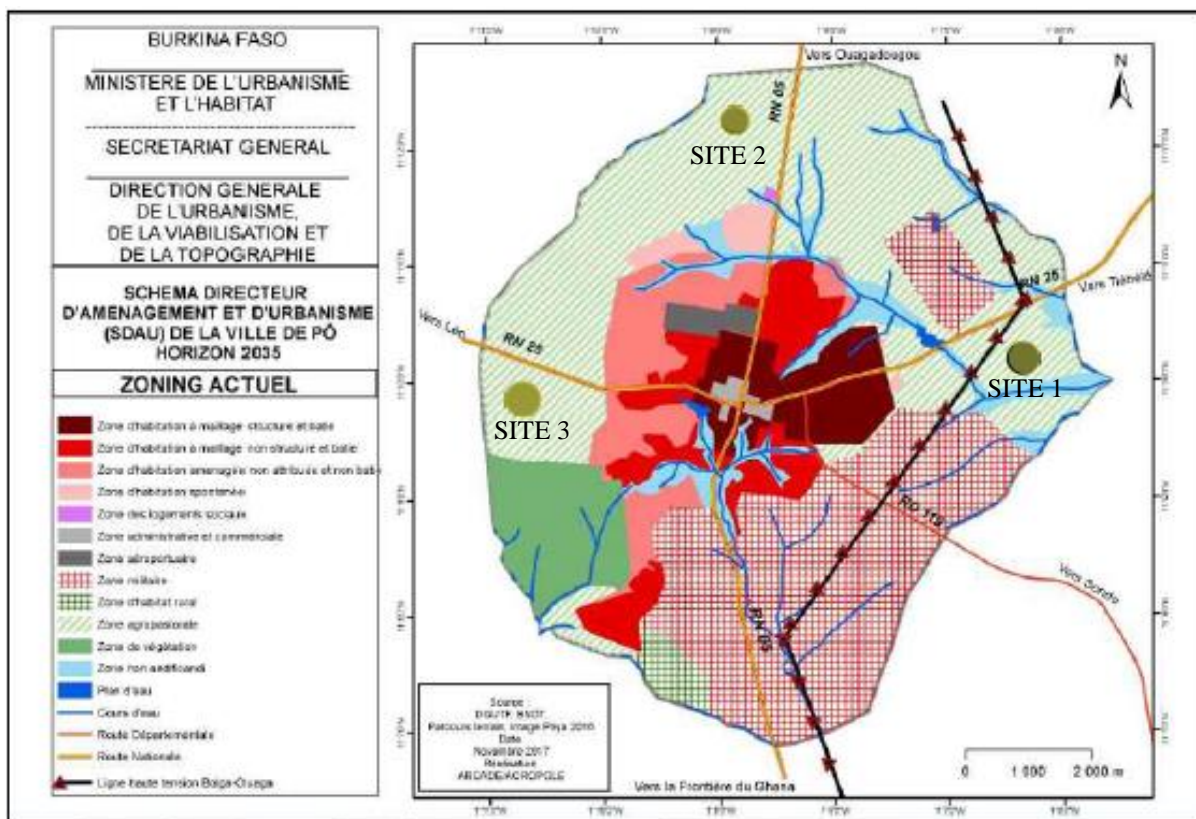 BURKINA FASO
MINISTERE DE L'URBANISME
ET L'HABITAT
SECRETARIAT GENERAL
DIRECTION GENERALE
DE L'URBANISME,
DE LA VIABILISATION ET
DE LA TOPOGRAPHIE
SCHEMA DIRECTEUR
D'AMENAGEMENT ET D'URBANISME
(SDAU) DE LA VILLE DE PÔ
HORIZON 2035
ZONING ACTUEL
Zone d'habitation à maillage structuré et batie
Zone d'habitation à maillage non structuré et batie
Zone d'habitation aménagée non attribuée et non batie
Zone d'habitation spontanée
Zone des logements sociaux
Zone administrative et commerciale
Zone aéroportuaire
Zone militaire
Zone d'habitat rural
Zone agropastorale
Zone de végétation
Zone non aedificandi
Plan d'eau
Cours d'eau
Route Départementale
Route Nationale
Ligne haute tension Bolga-Ouaga
Vers Ouagadougou
N
RN 05
SITE 2
RN 25
Vers Tiébélé
Vers Léo
RN 25
SITE 1
SITE 3
RD 119
Vers Songo
RN 05
Source :
Parcours terrain, Image
Date
Novembre 2017
Réalisation
ARCADE/ACROPOLE
0 1 000 2 000 m
Vers la Frontière du Ghana